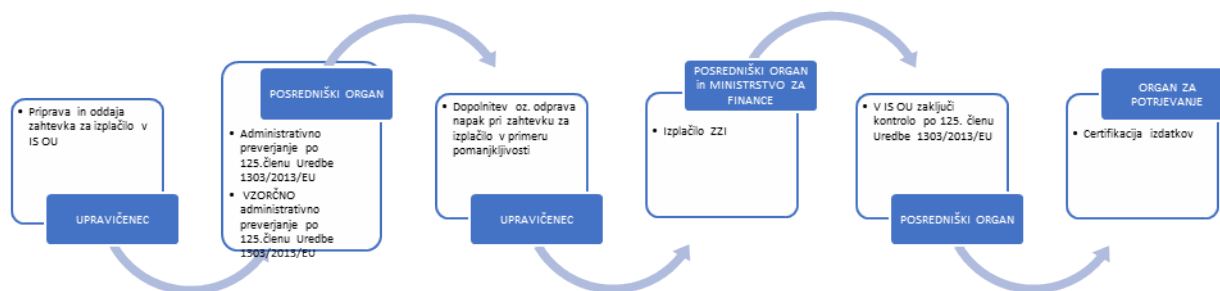 • Priprava in oddaja
zahtevka za izplačilo v
IS OU
UPRAVIČENEC
POSREDNIŠKI ORGAN
• Administrativno
preverjanje po
125.členu Uredbe
1303/2013/EU
• VZORČNO
administrativno
preverjanje po
125.členu Uredbe
1303/2013/EU
• Dopolnitev oz. odprava
napak pri zahtevku za
izplačilo v primeru
pomanjkljivosti
UPRAVIČENEC
POSREDNIŠKI ORGAN
in MINISTRSTVO ZA
FINANCE
• Izplačilo ZZI
• V IS OU zaključi
kontrolo po 125. členu
Uredbe 1303/2013/EU
POSREDNIŠKI ORGAN
ORGAN ZA
POTRJEVANJE
• Certifikacija izdatkov